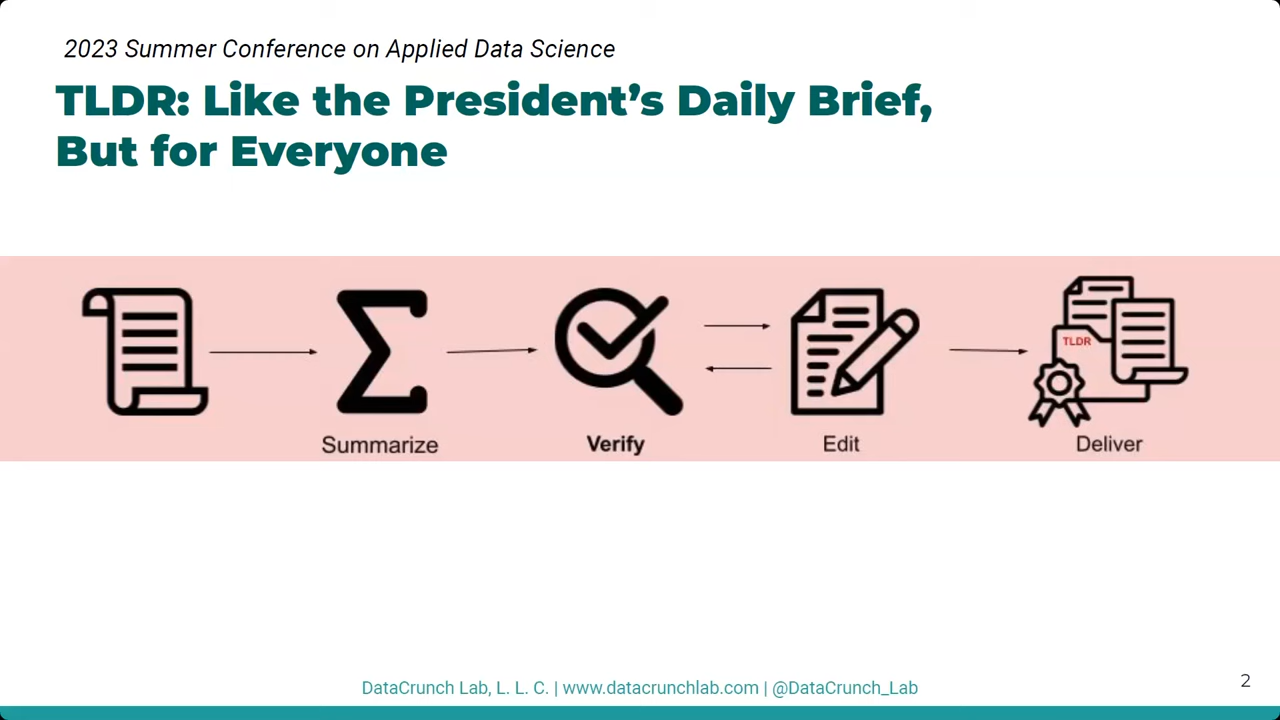 2023 Summer Conference on Applied Data Science
TLDR: Like the President’s Daily Brief,
But for Everyone
TLDR
Summarize
Verify
Edit
Deliver
DataCrunch Lab, L. L. C. | www.datacrunchlab.com | @DataCrunch_Lab
2